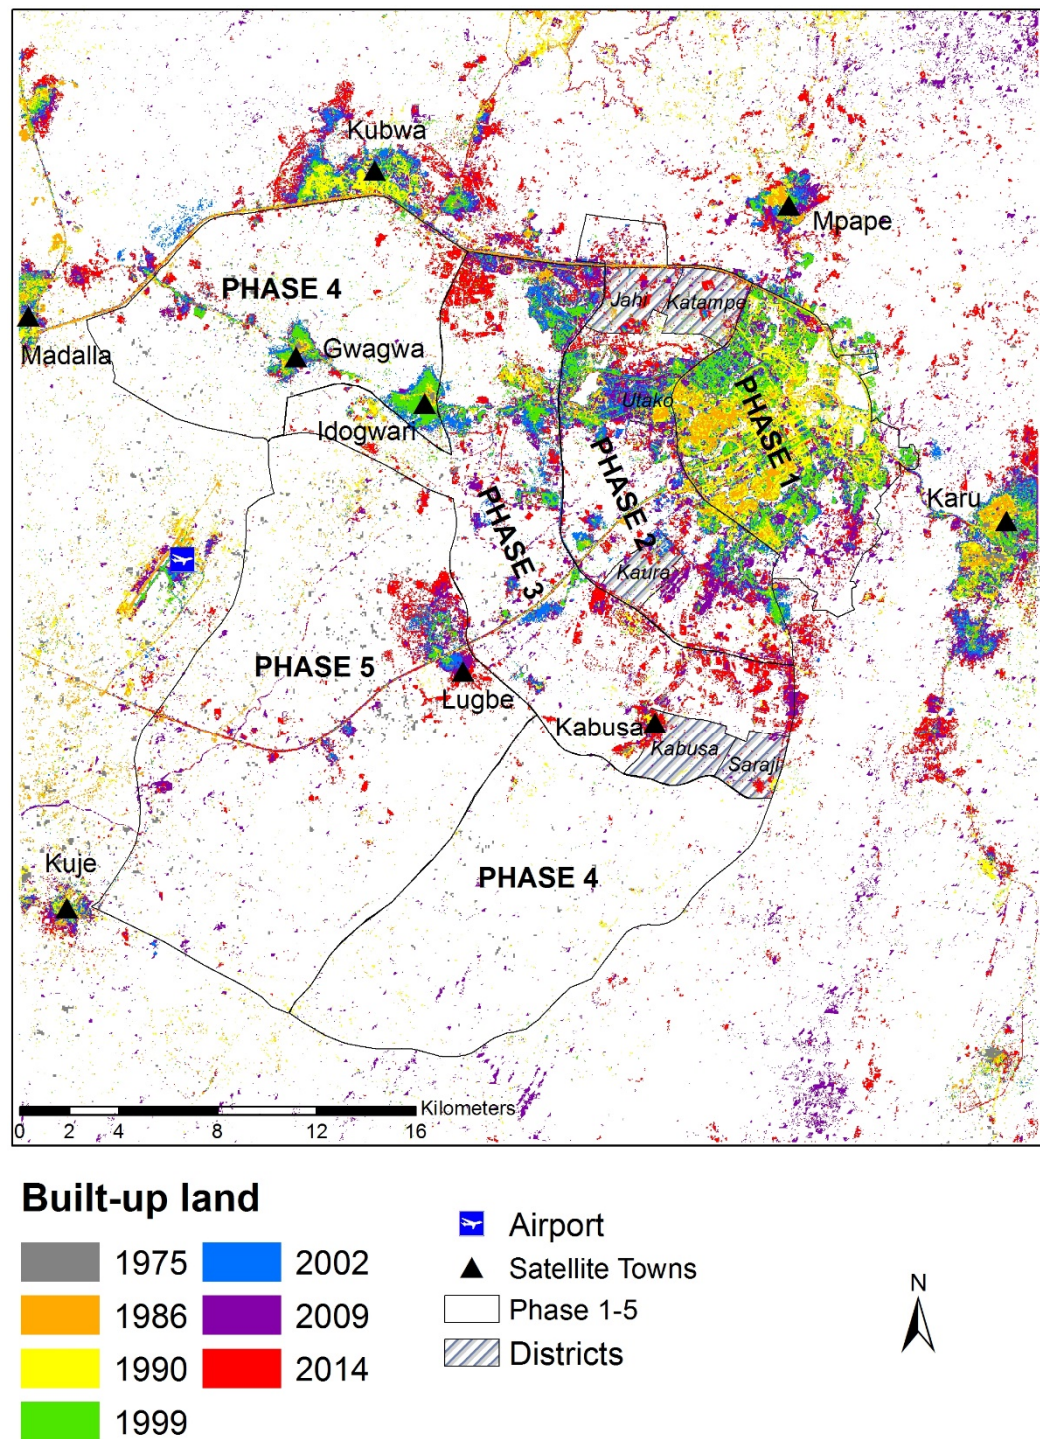 Kubwa
Mpape
PHASE 4
Jahi
Katampe
Madalla
Gwagwa
Utako
PHASE 1
Idogwari
PHASE 2
Karu
PHASE 3
Kaura
PHASE 5
Lugbe
Kabusa
Kabusa
Saraji
Kuje
PHASE 4
Kilometers
0 2 4 8 12 16
Built-up land
1975
1986
1990
1999
2002
2009
2014
Airport
Satellite Towns
Phase 1-5
Districts
N